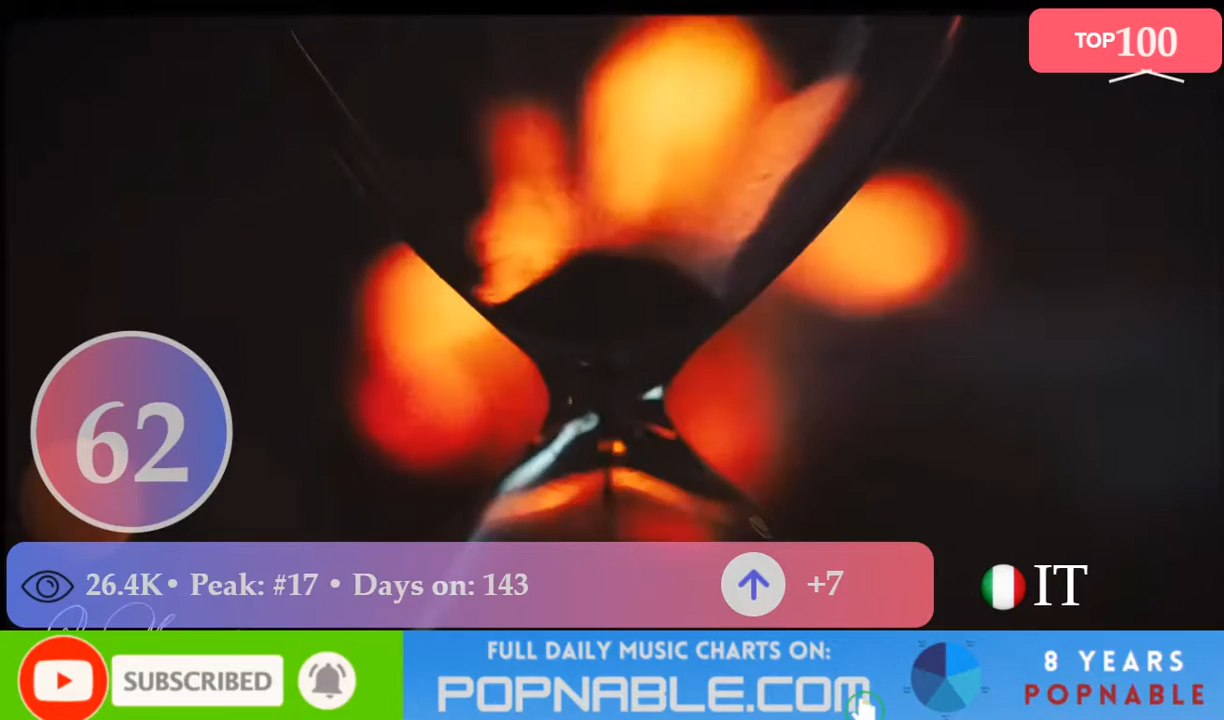 TOP100
62
26.4K • Peak: #17 • Days on: 143
+7
IT
SUBSCRIBED
FULL DAILY MUSIC CHARTS ON:
POPNABLE.COM
8 YEARS
POPNABLE